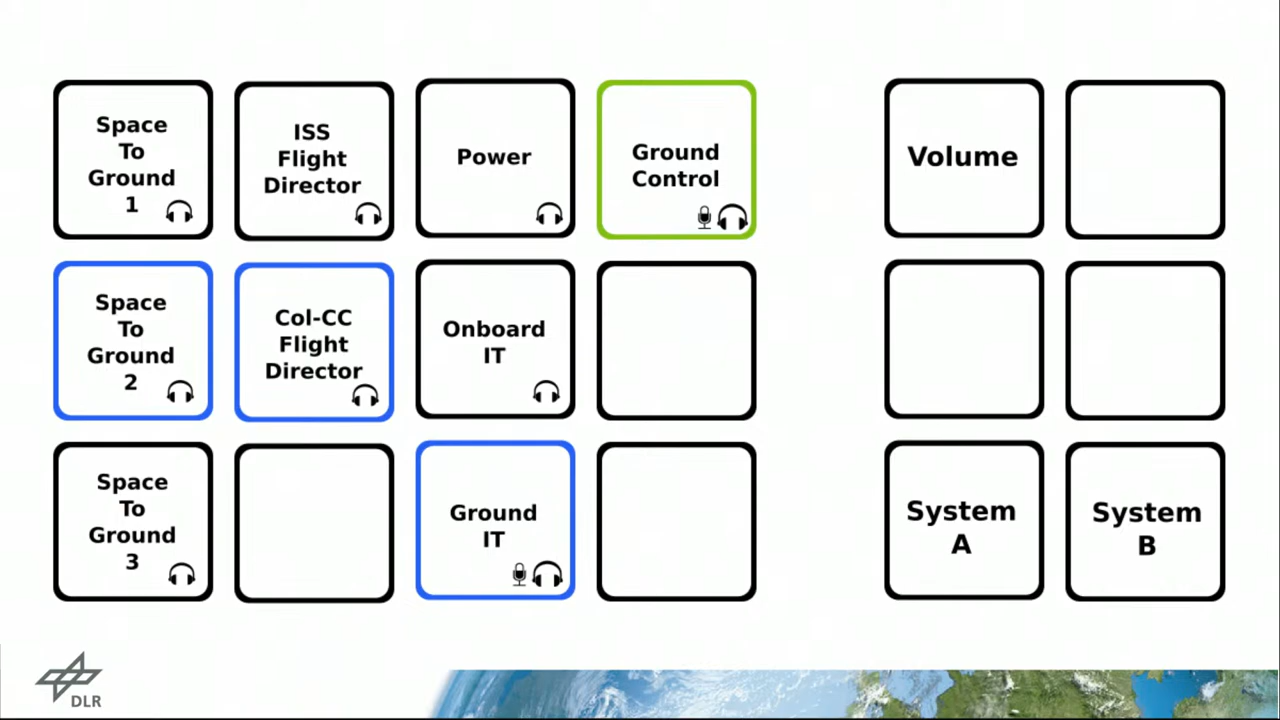 Space
To
Ground
1
ISS
Flight
Director
Power
Ground
Control
Volume
Space
To
Ground
2
Col-CC
Flight
Director
Onboard
IT
Space
To
Ground
3
Ground
IT
System
A
System
B
DLR